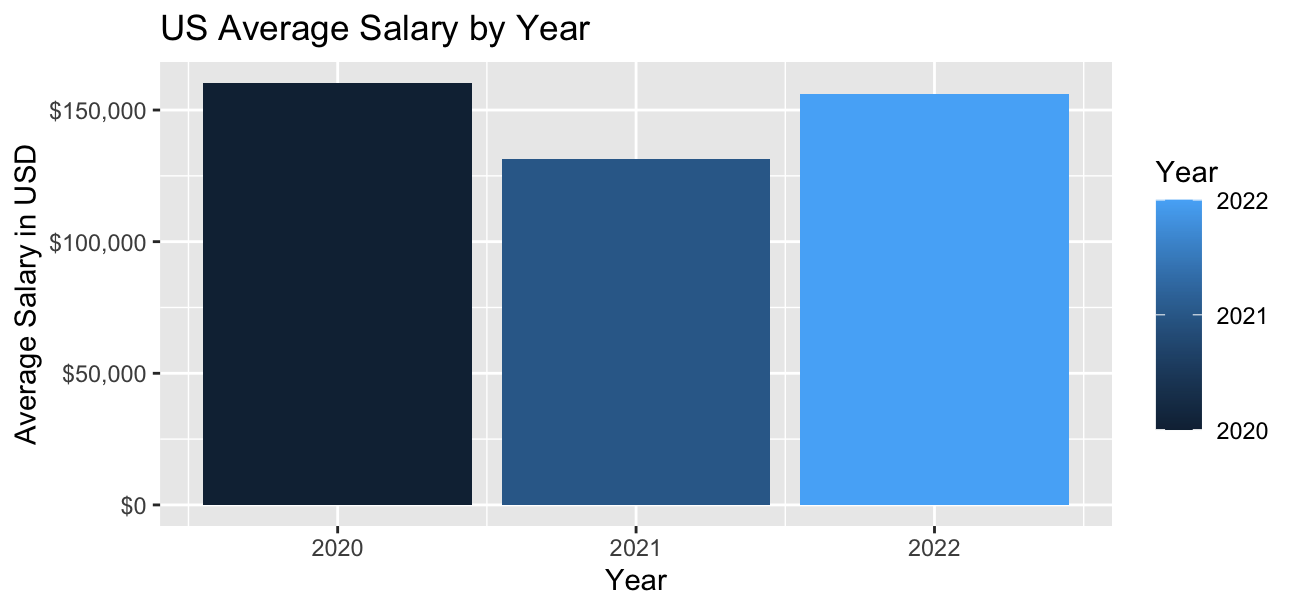 US Average Salary by Year
Average Salary in USD
$150,000
$100,000
$50,000
$0
2020 2021 2022
Year
Year
2022
2021
2020